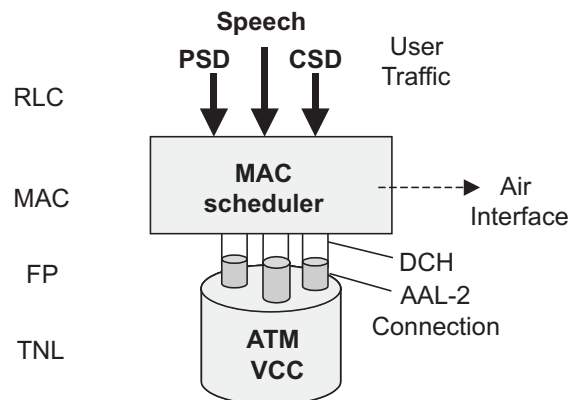 Speech
PSD
CSD
User
Traffic
RLC
MAC
scheduler
MAC
Air
Interface
DCH
FP
AAL-2
Connection
ATM
VCC
TNL